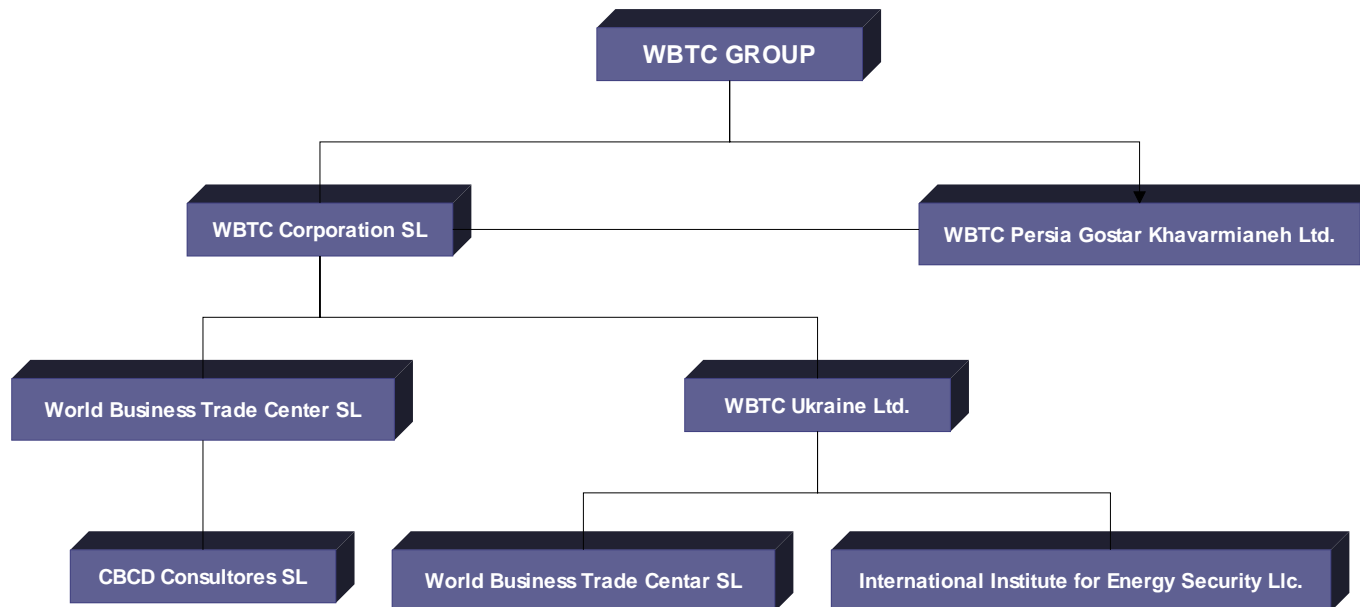 WBTC GROUP
WBTC Corporation SL
WBTC Persia Gostar Khavarmianeh Ltd.
World Business Trade Center SL
WBTC Ukraine Ltd.
CBCD Consultores SL
World Business Trade Centar SL
International Institute for Energy Security Llc.